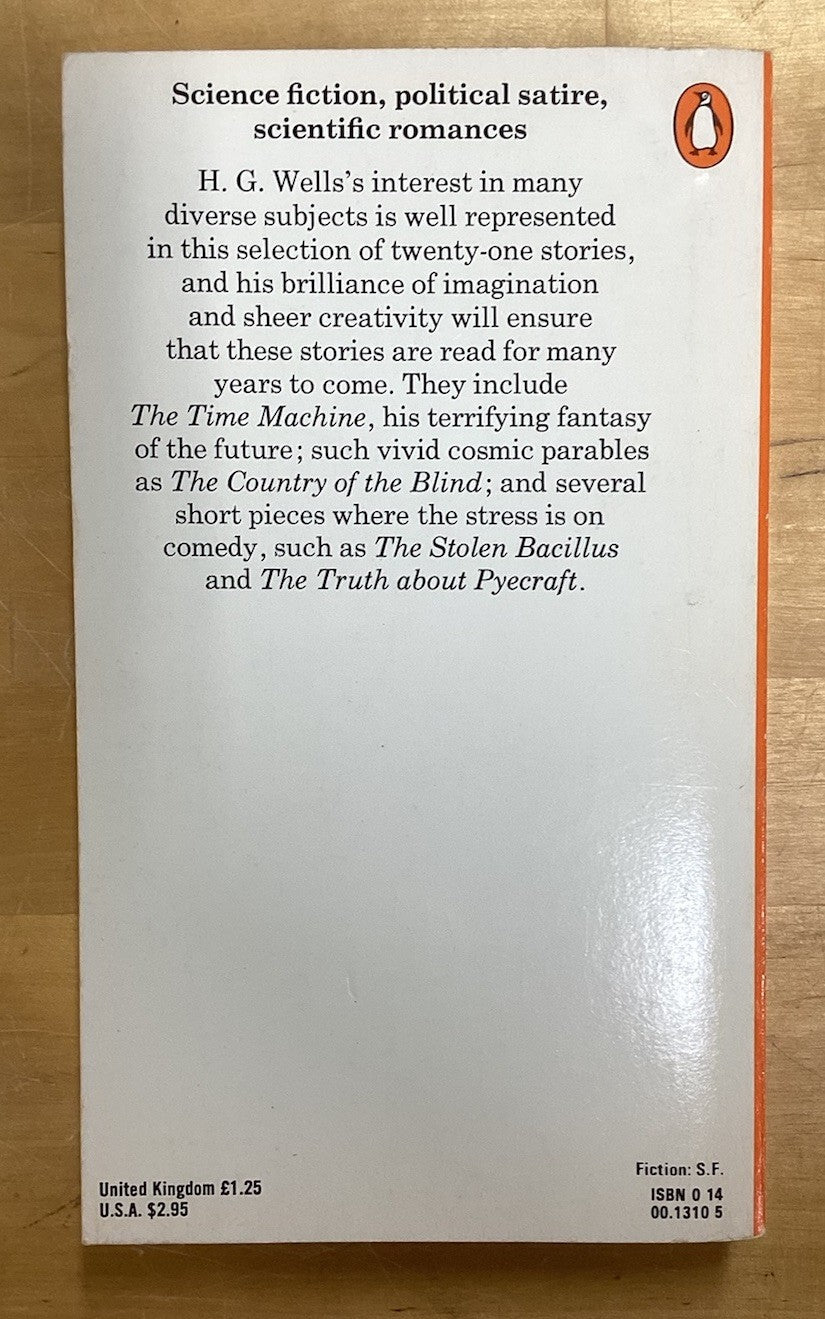 Science fiction, political satire,
scientific romances
H. G. Wells's interest in many
diverse subjects is well represented
in this selection of twenty-one stories,
and his brilliance of imagination
and sheer creativity will ensure
that these stories are read for many
years to come. They include
The Time Machine, his terrifying fantasy
of the future; such vivid cosmic parables
as The Country of the Blind; and several
short pieces where the stress is on
comedy, such as The Stolen Bacillus
and The Truth about Pyecraft.
United Kingdom £1.25
U.S.A. $2.95
Fiction: S.F.
ISBN 0 14
00.1310 5